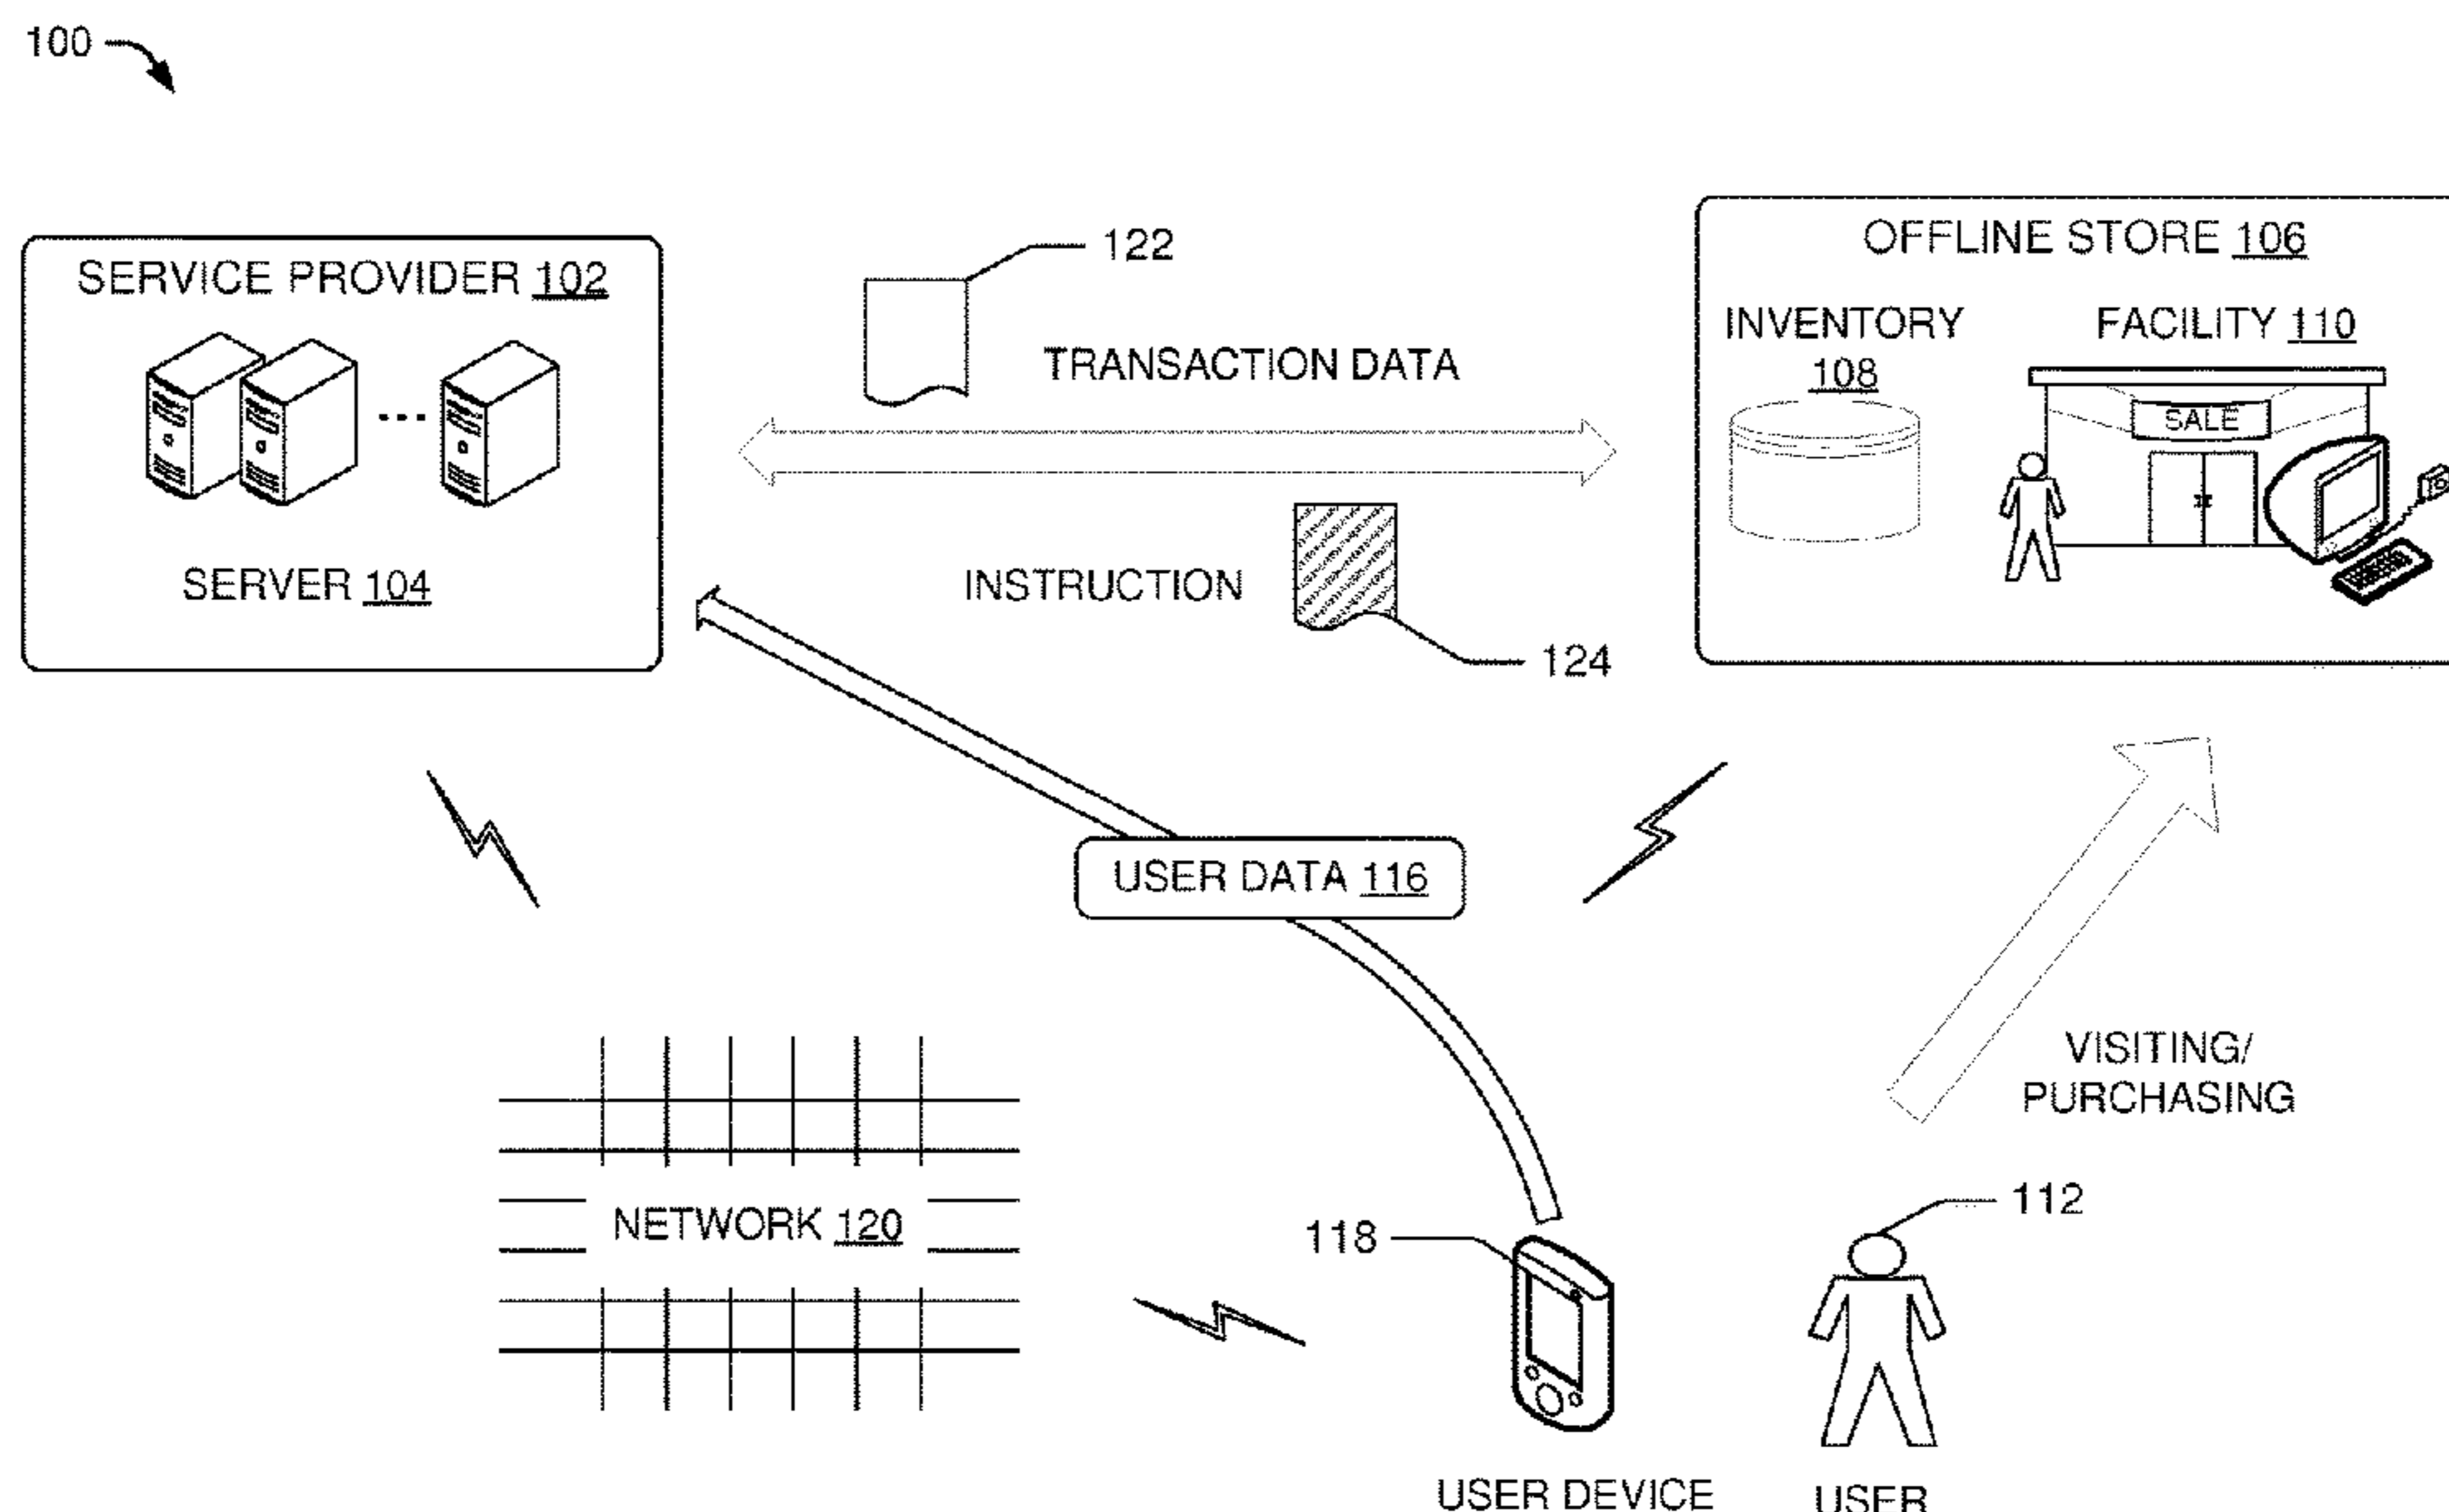 100
SERVICE PROVIDER 102
SERVER 104
122
TRANSACTION DATA
INSTRUCTION
124
OFFLINE STORE 106
INVENTORY
108
FACILITY 110
SALE
USER DATA 116
VISITING/
PURCHASING
NETWORK 120
118
112
USER DEVICE
USER